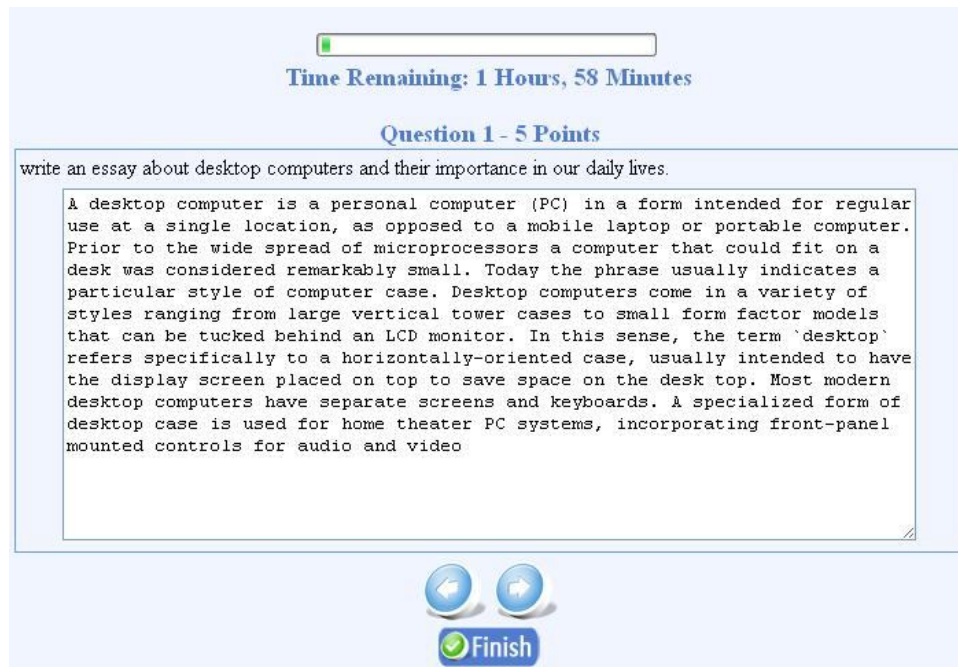 Time Remaining: 1 Hours, 58 Minutes
Question 1 - 5 Points
write an essay about desktop computers and their importance in our daily lives.
A desktop computer is a personal computer (PC) in a form intended for regular
use at a single location, as opposed to a mobile laptop or portable computer.
Prior to the wide spread of microprocessors a computer that could fit on a
desk was considered remarkably small. Today the phrase usually indicates a
particular style of computer case. Desktop computers come in a variety of
styles ranging from large vertical tower cases to small form factor models
that can be tucked behind an LCD monitor. In this sense, the term `desktop`
refers specifically to a horizontally-oriented case, usually intended to have
the display screen placed on top to save space on the desk top. Most modern
desktop computers have separate screens and keyboards. A specialized form of
desktop case is used for home theater PC systems, incorporating front-panel
mounted controls for audio and video
Finish